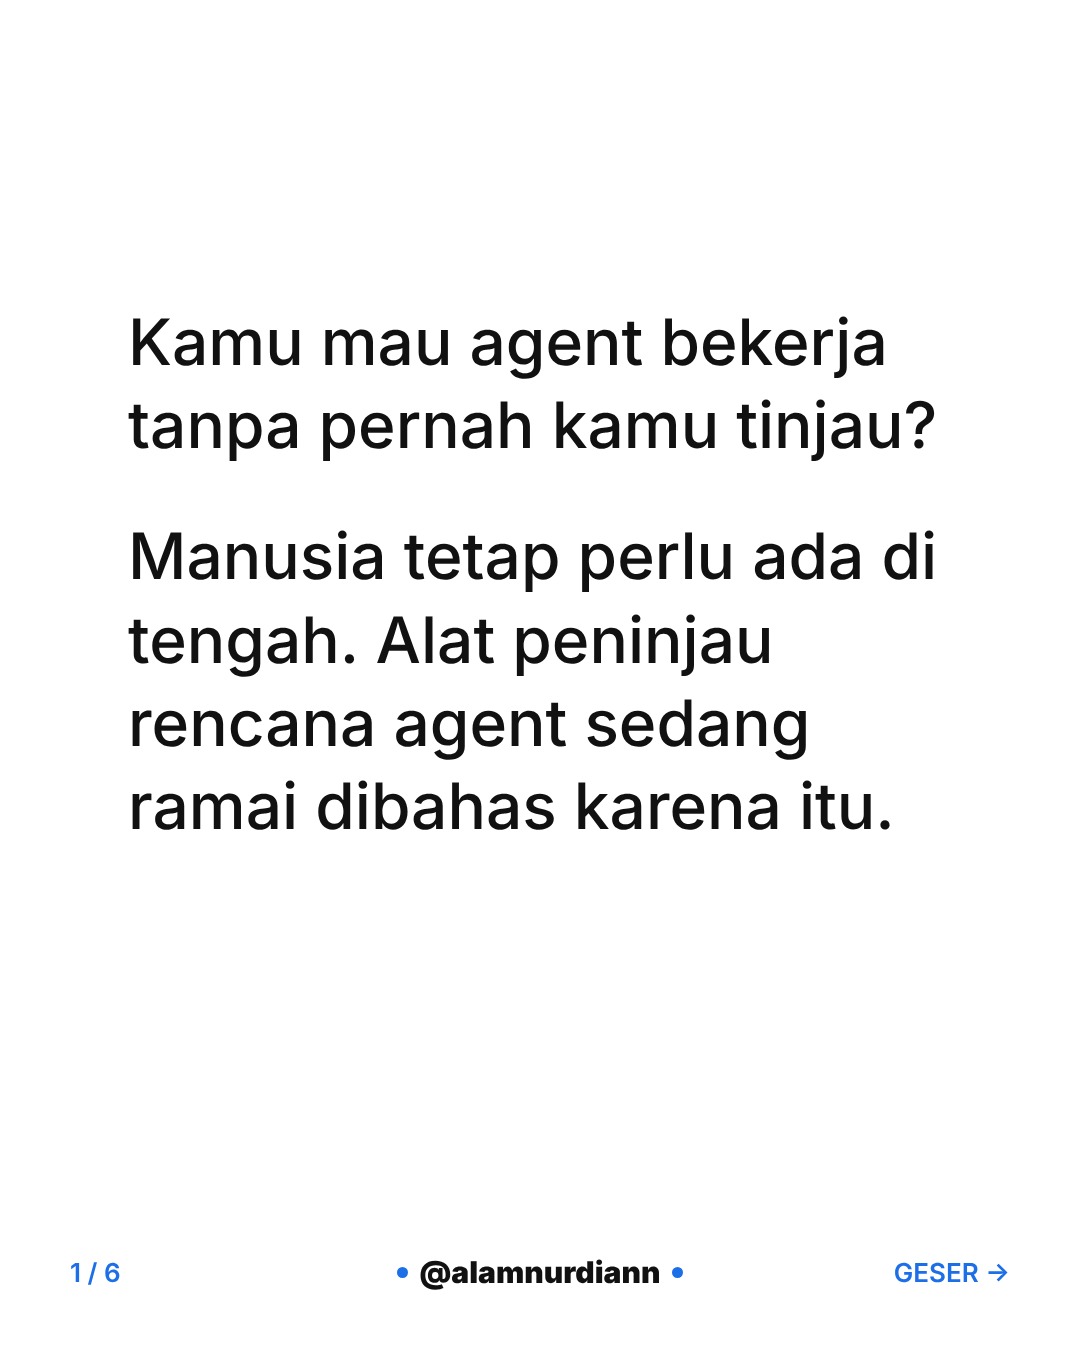 Kamu mau agent bekerja
tanpa pernah kamu tinjau?
Manusia tetap perlu ada di
tengah. Alat peninjau
rencana agent sedang
ramai dibahas karena itu.
1 / 6
• @alamnurdiann •
GESER →